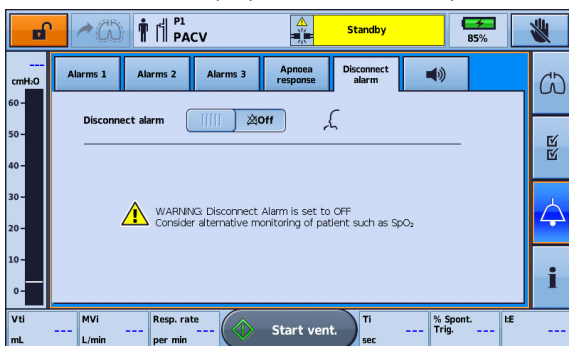 P1
PACV
Standby
85%
---
cmH₂O
60
50
40
30
20
10
0
Alarms 1
Alarms 2
Alarms 3
Apnoea
response
Disconnect
alarm
Disconnect alarm
Off
WARNING: Disconnect Alarm is set to OFF
Consider alternative monitoring of patient such as SpO₂
i
Vti
---
mL
MVi
---
L/min
Resp. rate
---
per min
Start vent.
Ti
---
sec
% Spont.
Trig.
---
I:E
---